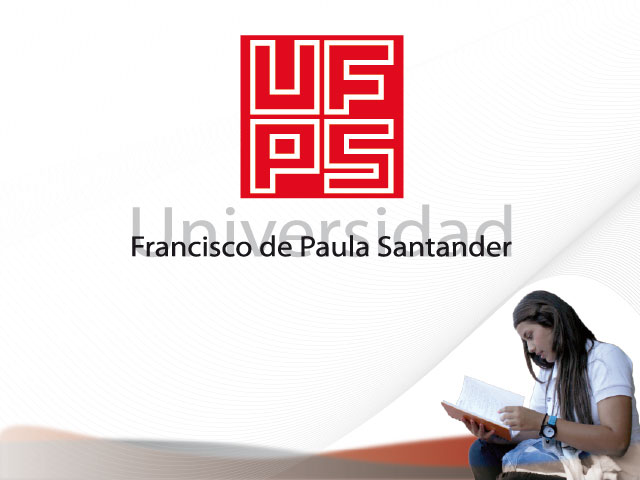 UF
PS
Universidad
Francisco de Paula Santander